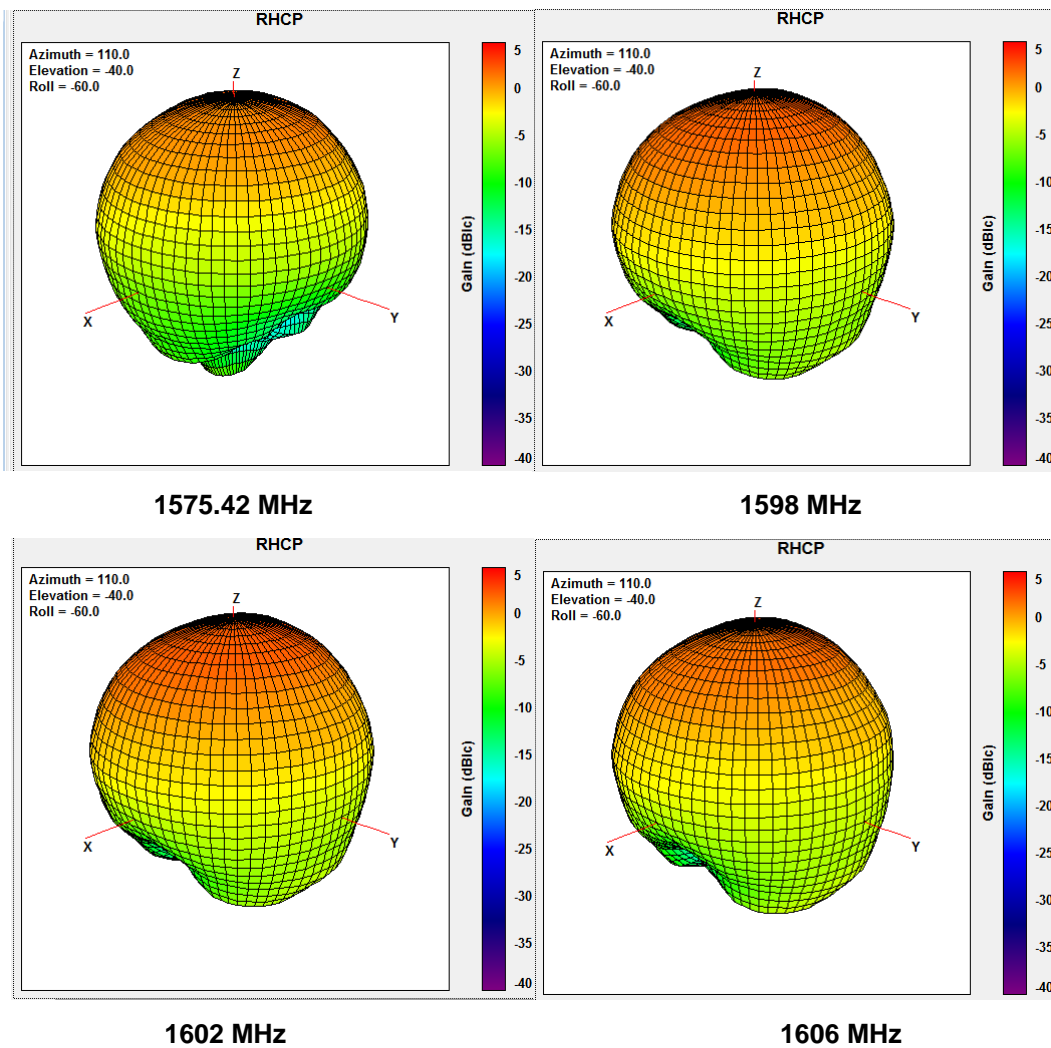 RHCP
Azimuth = 110.0
Elevation = -40.0
Roll = -60.0
Z
X
Y
5
0
-5
-10
-15
-20
-25
-30
-35
-40
Gain (dBic)
1575.42 MHz
RHCP
Azimuth = 110.0
Elevation = -40.0
Roll = -60.0
Z
X
Y
5
0
-5
-10
-15
-20
-25
-30
-35
-40
Gain (dBic)
1598 MHz
RHCP
Azimuth = 110.0
Elevation = -40.0
Roll = -60.0
Z
X
Y
5
0
-5
-10
-15
-20
-25
-30
-35
-40
Gain (dBic)
1602 MHz
RHCP
Azimuth = 110.0
Elevation = -40.0
Roll = -60.0
Z
X
Y
5
0
-5
-10
-15
-20
-25
-30
-35
-40
Gain (dBic)
1606 MHz